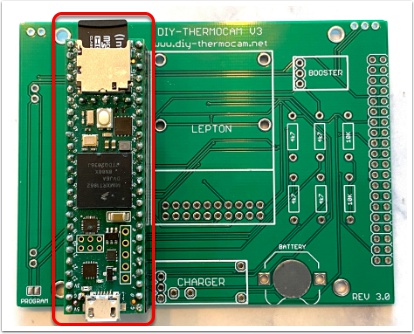 DIY-THERMOCAM V3
www.diy-thermocam.net
BOOSTER
LEPTON
4k7
4k7
10K
4k7
4k7
10K
BATTERY
CHARGER
PROGRAM
REV 3.0